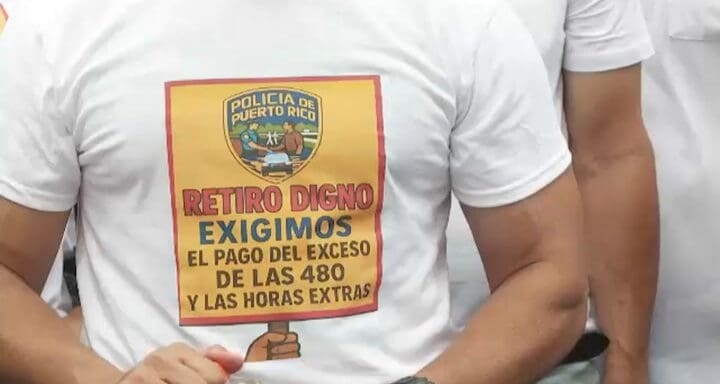 POLICIA DE
PUERTO RICO
RETIRO DIGNO
EXIGIMOS
EL PAGO DEL EXCESO
DE LAS 480
Y LAS HORAS EXTRAS